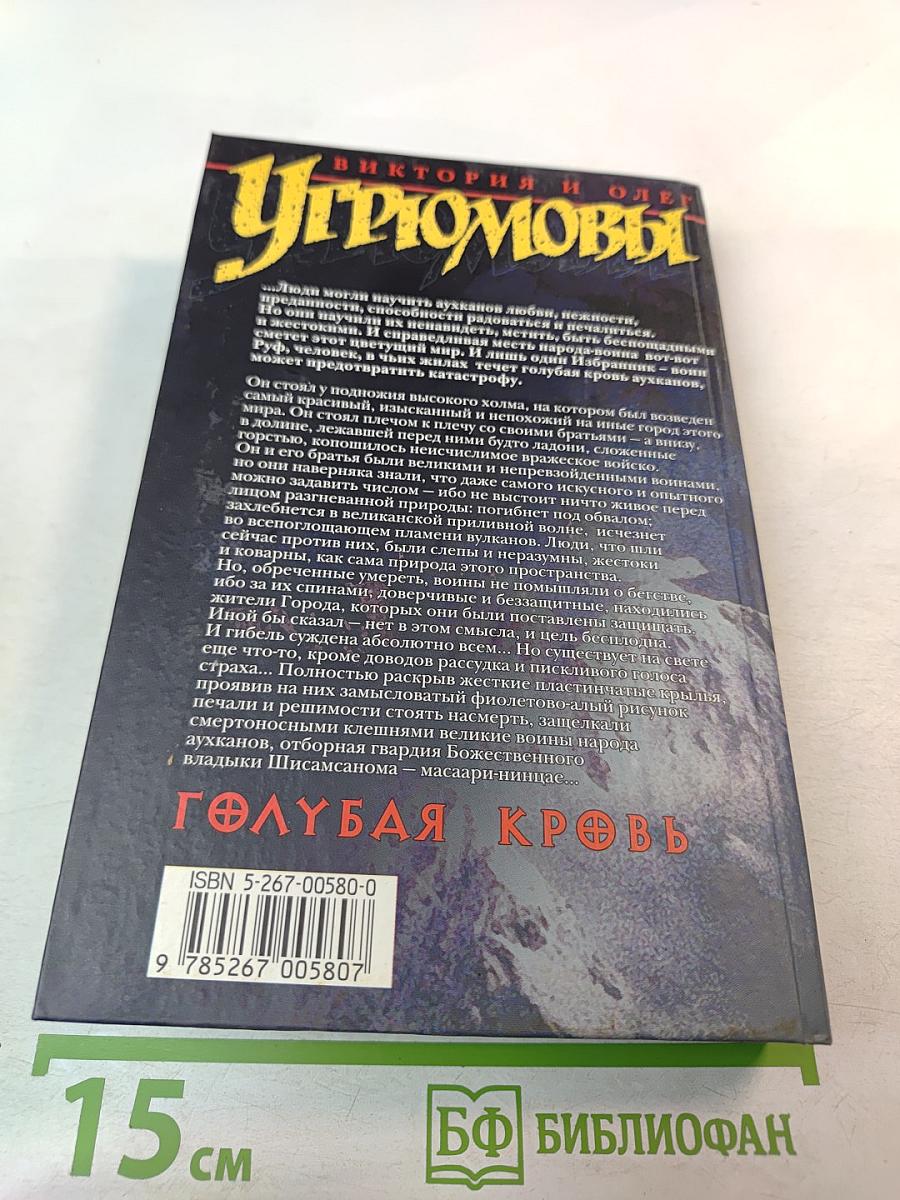 ВИКТОРИЯ И ОЛЕГ
УГРЮМОВЫ
...Люди могли научить аухканов любви, нежности,
преданности, способности радоваться и печалиться.
Но они научили их ненавидеть, мстить, быть беспощадными
и жестокими. И справедливая месть народа-воина вот-вот
сметет этот цветущий мир. И лишь один Избранник – воин
Руф, человек, в чьих жилах течет голубая кровь аухканов,
может предотвратить катастрофу.
Он стоял у подножия высокого холма, на котором был возведен
самый красивый, изысканный и непохожий на иные город этого
мира. Он стоял плечом к плечу со своими братьями – а внизу,
в долине, лежавшей перед ними будто ладони, сложенные
горстью, копошилось неисчислимое вражеское войско.
Он и его братья были великими и непревзойденными воинами,
но они наверняка знали, что даже самого искусного и опытного
можно задавить числом – ибо не выстоит ничто живое перед
лицом разгневанной природы: погибнет под обвалом;
захлебнется в великанской приливной волне, исчезнет
во всепоглощающем пламени вулканов. Люди, что шли
сейчас против них, были слепы и неразумны, жестоки
и коварны, как сама природа этого пространства.
Но, обреченные умереть, воины не помышляли о бегстве,
ибо за их спинами, доверчивые и беззащитные, находились
жители Города, которых они были поставлены защищать.
Иной бы сказал – нет в этом смысла, и цель бесплодна.
И гибель суждена абсолютно всем... Но существует на свете
еще что-то, кроме доводов рассудка и пискливого голоса
страха... Полностью раскрыв жесткие пластинчатые крылья,
проявив на них замысловатый фиолетово-алый рисунок
печали и решимости стоять насмерть, защелкали
смертоносными клешнями великие воины народа
аухканов, отборная гвардия Божественного
владыки Шисамсанома – масаари-нинцае...
ГОЛУБАЯ КРОВЬ
ISBN 5-267-00580-0
9 785267 005807
15 см
БФ БИБЛИОФАН